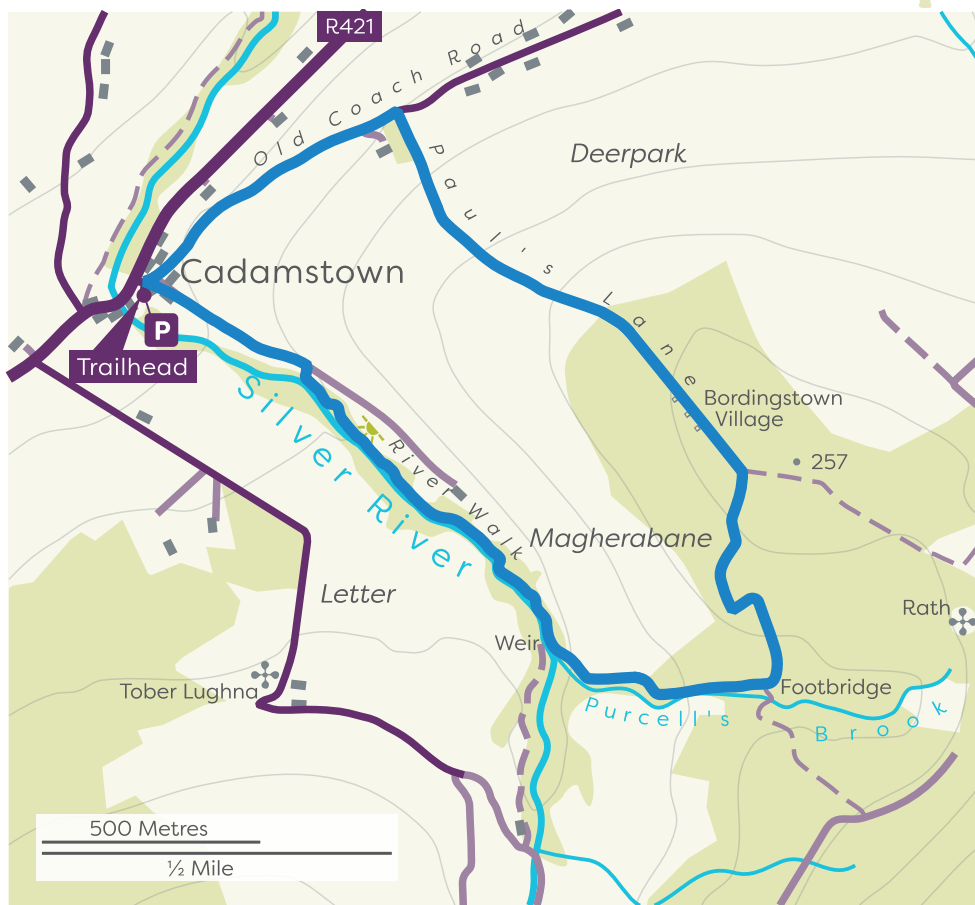 R421
Old Coach Road
Paul's Lane
Deerpark
Cadamstown
P
Trailhead
Silver River
River Walk
Bordingstown
Village
257
Magherabane
Letter
Rath
Weir
Tober Lughna
Footbridge
Purcell's Brook
500 Metres
½ Mile